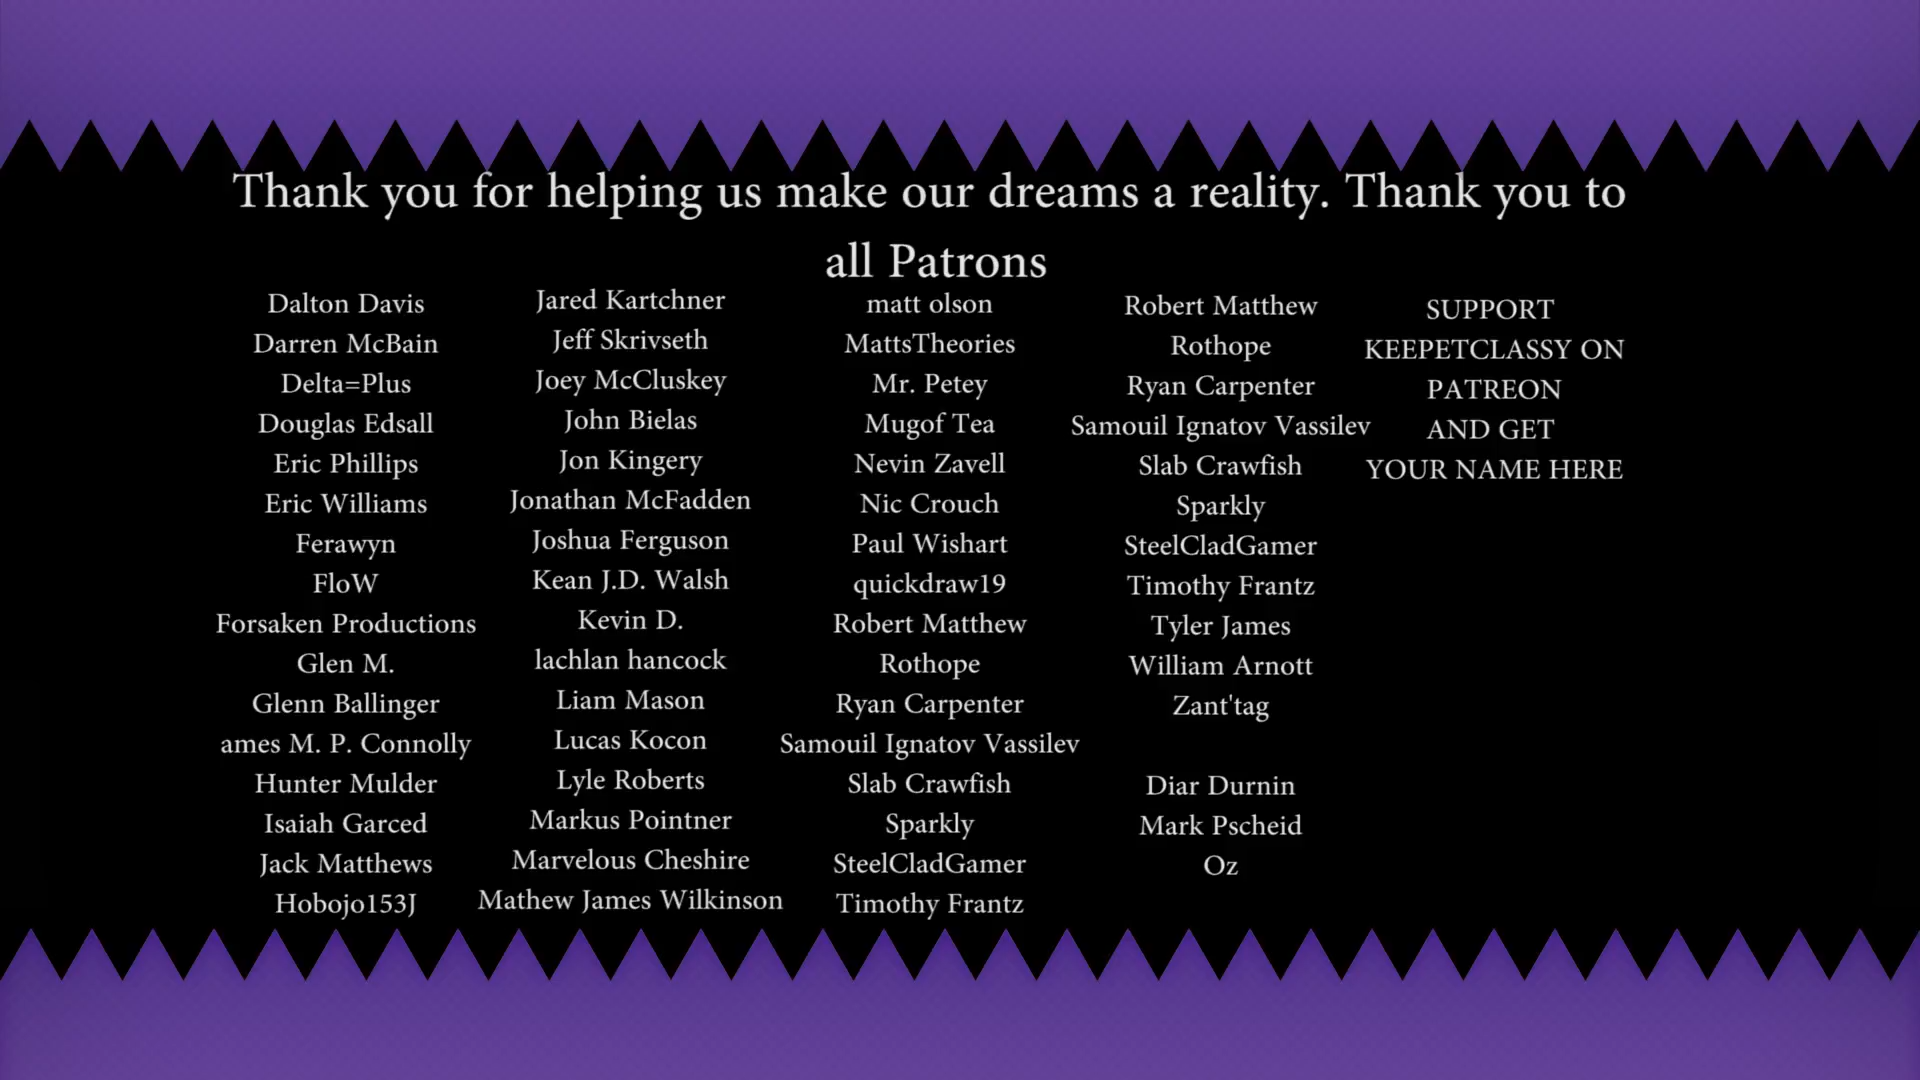 Thank you for helping us make our dreams a reality. Thank you to
all Patrons
Dalton Davis
Darren McBain
Delta=Plus
Douglas Edsall
Eric Phillips
Eric Williams
Ferawyn
FloW
Forsaken Productions
Glen M.
Glenn Ballinger
ames M. P. Connolly
Hunter Mulder
Isaiah Garced
Jack Matthews
Hobojo153J
Jared Kartchner
Jeff Skrivseth
Joey McCluskey
John Bielas
Jon Kingery
Jonathan McFadden
Joshua Ferguson
Kean J.D. Walsh
Kevin D.
lachlan hancock
Liam Mason
Lucas Kocon
Lyle Roberts
Markus Pointner
Marvelous Cheshire
Mathew James Wilkinson
matt olson
MattsTheories
Mr. Petey
Mugof Tea
Nevin Zavell
Nic Crouch
Paul Wishart
quickdraw19
Robert Matthew
Rothope
Ryan Carpenter
Samouil Ignatov Vassilev
Slab Crawfish
Sparkly
SteelCladGamer
Timothy Frantz
Robert Matthew
Rothope
Ryan Carpenter
Samouil Ignatov Vassilev
Slab Crawfish
Sparkly
SteelCladGamer
Timothy Frantz
Tyler James
William Arnott
Zant'tag
Diar Durnin
Mark Pscheid
Oz
SUPPORT
KEEPETCLASSY ON
PATREON
AND GET
YOUR NAME HERE